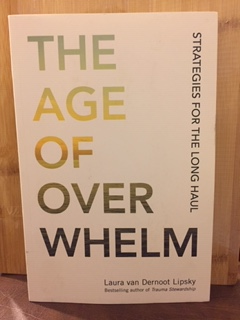 THE
AGE
OF
OVER
WHELM
STRATEGIES FOR THE LONG HAUL
Laura van Dernoot Lipsky
Bestselling author of Trauma Stewardship